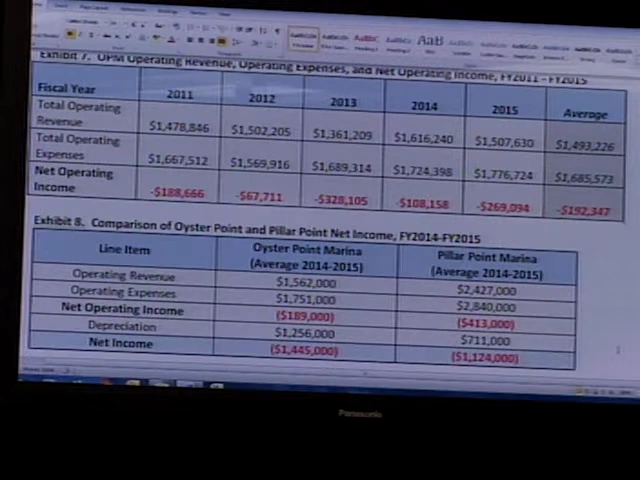 Exhibit 7. OPM Operating Revenue, Operating Expenses, and Net Operating Income, FY2011 - FY2015
Fiscal Year 2011 2012 2013 2014 2015 Average
Total Operating
Revenue $1,478,846 $1,502,205 $1,361,209 $1,616,240 $1,507,630 $1,493,226
Total Operating
Expenses $1,667,512 $1,569,916 $1,689,314 $1,724,398 $1,776,724 $1,685,573
Net Operating
Income -$188,666 -$67,711 -$328,105 -$108,158 -$269,094 -$192,347
Exhibit 8. Comparison of Oyster Point and Pillar Point Net Income, FY2014-FY2015
Line Item Oyster Point Marina Pillar Point Marina
(Average 2014-2015) (Average 2014-2015)
Operating Revenue $1,562,000 $2,427,000
Operating Expenses $1,751,000 $2,840,000
Net Operating Income ($189,000) ($413,000)
Depreciation $1,256,000 $711,000
Net Income ($1,445,000) ($1,124,000)
Panasonic